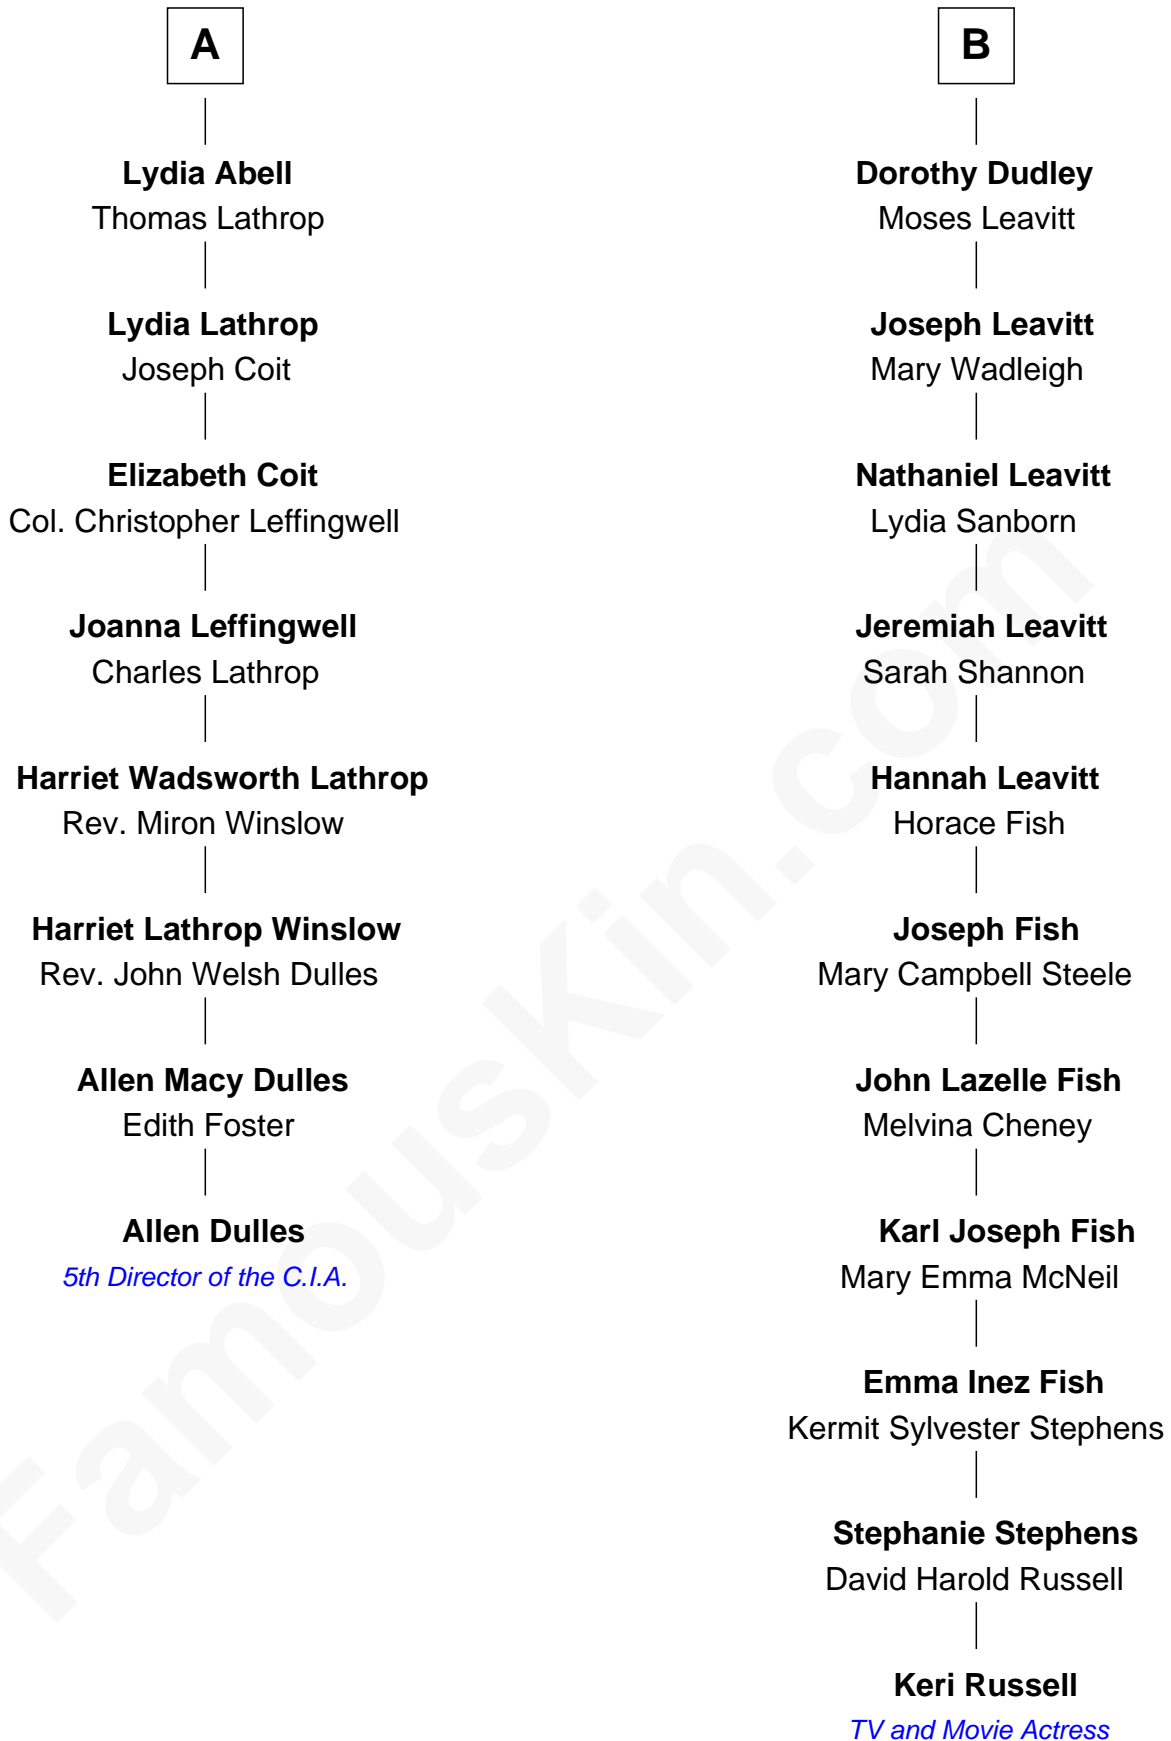 A
Lydia Abell
Thomas Lathrop
Lydia Lathrop
Joseph Coit
Elizabeth Coit
Col. Christopher Leffingwell
Joanna Leffingwell
Charles Lathrop
Harriet Wadsworth Lathrop
Rev. Miron Winslow
Harriet Lathrop Winslow
Rev. John Welsh Dulles
Allen Macy Dulles
Edith Foster
Allen Dulles
5th Director of the C.I.A.
B
Dorothy Dudley
Moses Leavitt
Joseph Leavitt
Mary Wadleigh
Nathaniel Leavitt
Lydia Sanborn
Jeremiah Leavitt
Sarah Shannon
Hannah Leavitt
Horace Fish
Joseph Fish
Mary Campbell Steele
John Lazelle Fish
Melvina Cheney
Karl Joseph Fish
Mary Emma McNeil
Emma Inez Fish
Kermit Sylvester Stephens
Stephanie Stephens
David Harold Russell
Keri Russell
TV and Movie Actress
FamousKin.com